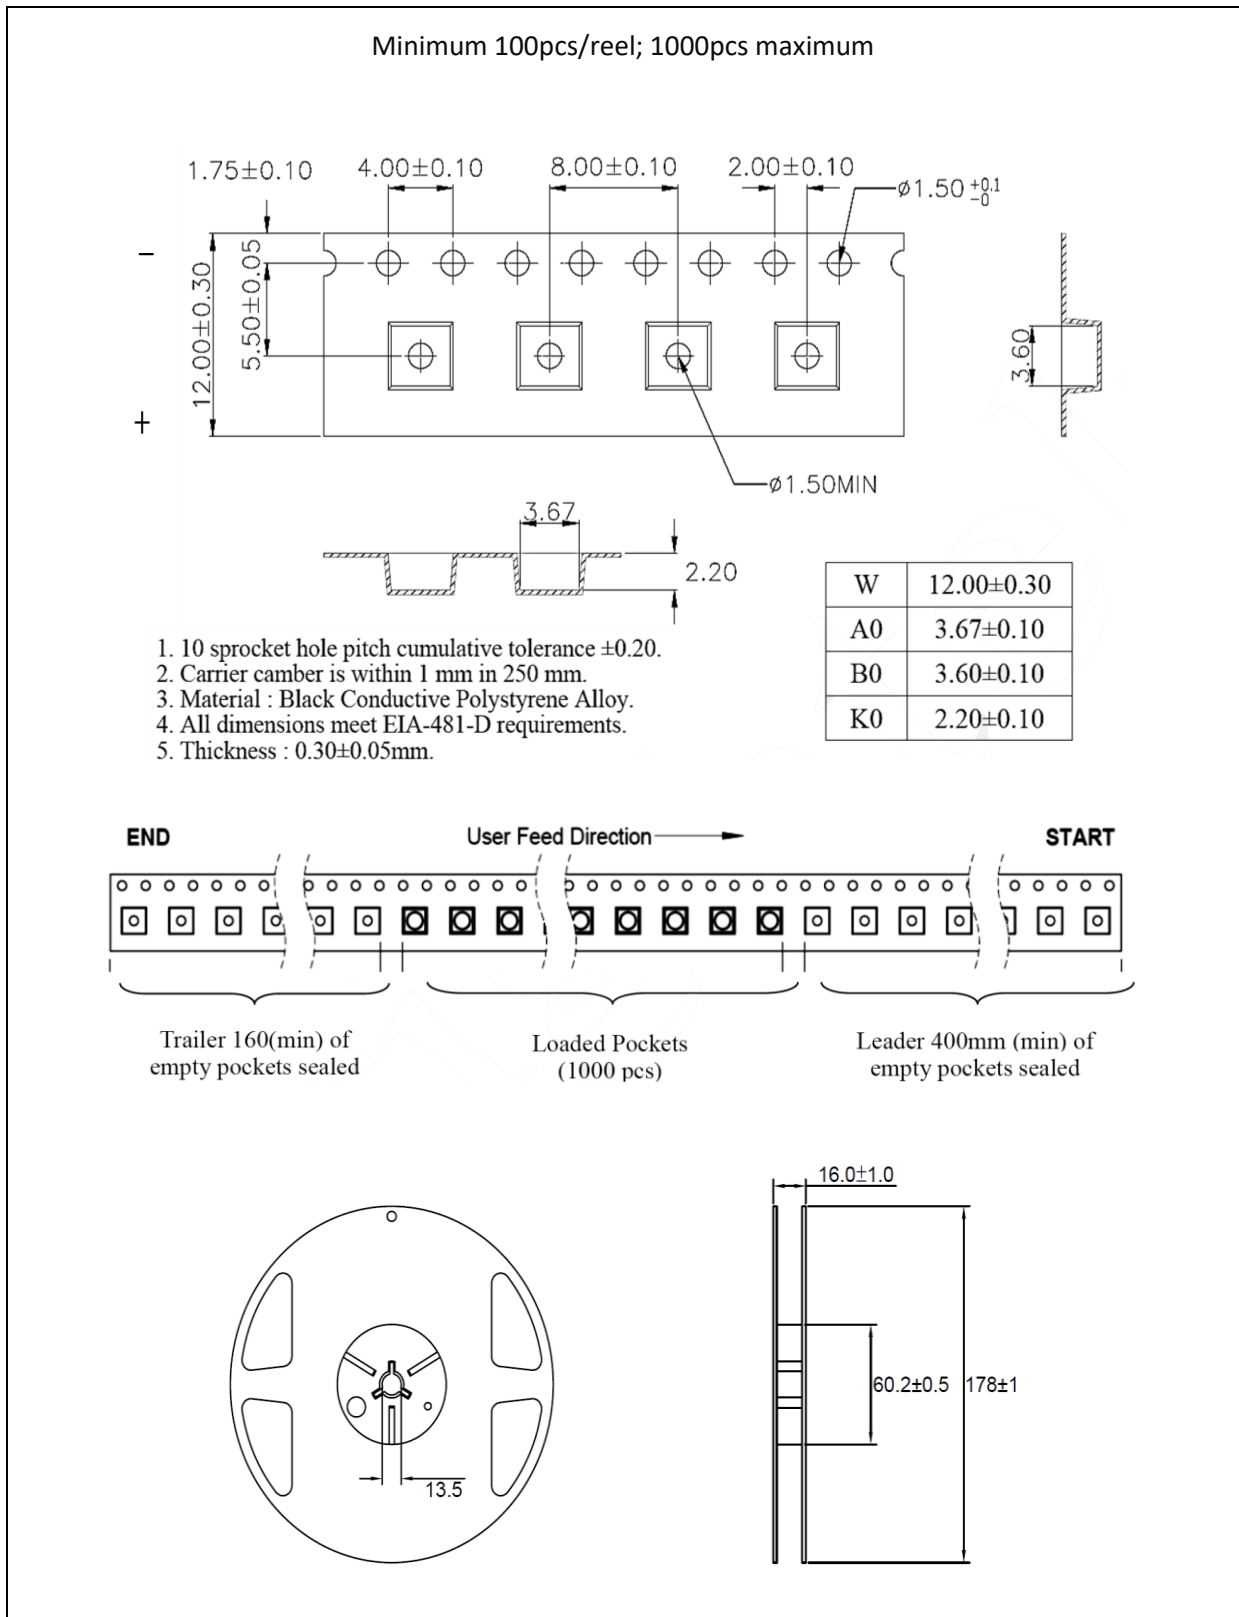 Minimum 100pcs/reel; 1000pcs maximum
1.75±0.10
4.00±0.10
8.00±0.10
2.00±0.10
ø1.50 +0.1 -0
−
+
12.00±0.30
5.50±0.05
3.60
ø1.50MIN
3.67
2.20
W 12.00±0.30
A0 3.67±0.10
B0 3.60±0.10
K0 2.20±0.10
1. 10 sprocket hole pitch cumulative tolerance ±0.20.
2. Carrier camber is within 1 mm in 250 mm.
3. Material : Black Conductive Polystyrene Alloy.
4. All dimensions meet EIA-481-D requirements.
5. Thickness : 0.30±0.05mm.
END
User Feed Direction
START
Trailer 160(min) of
empty pockets sealed
Loaded Pockets
(1000 pcs)
Leader 400mm (min) of
empty pockets sealed
13.5
16.0±1.0
60.2±0.5
178±1